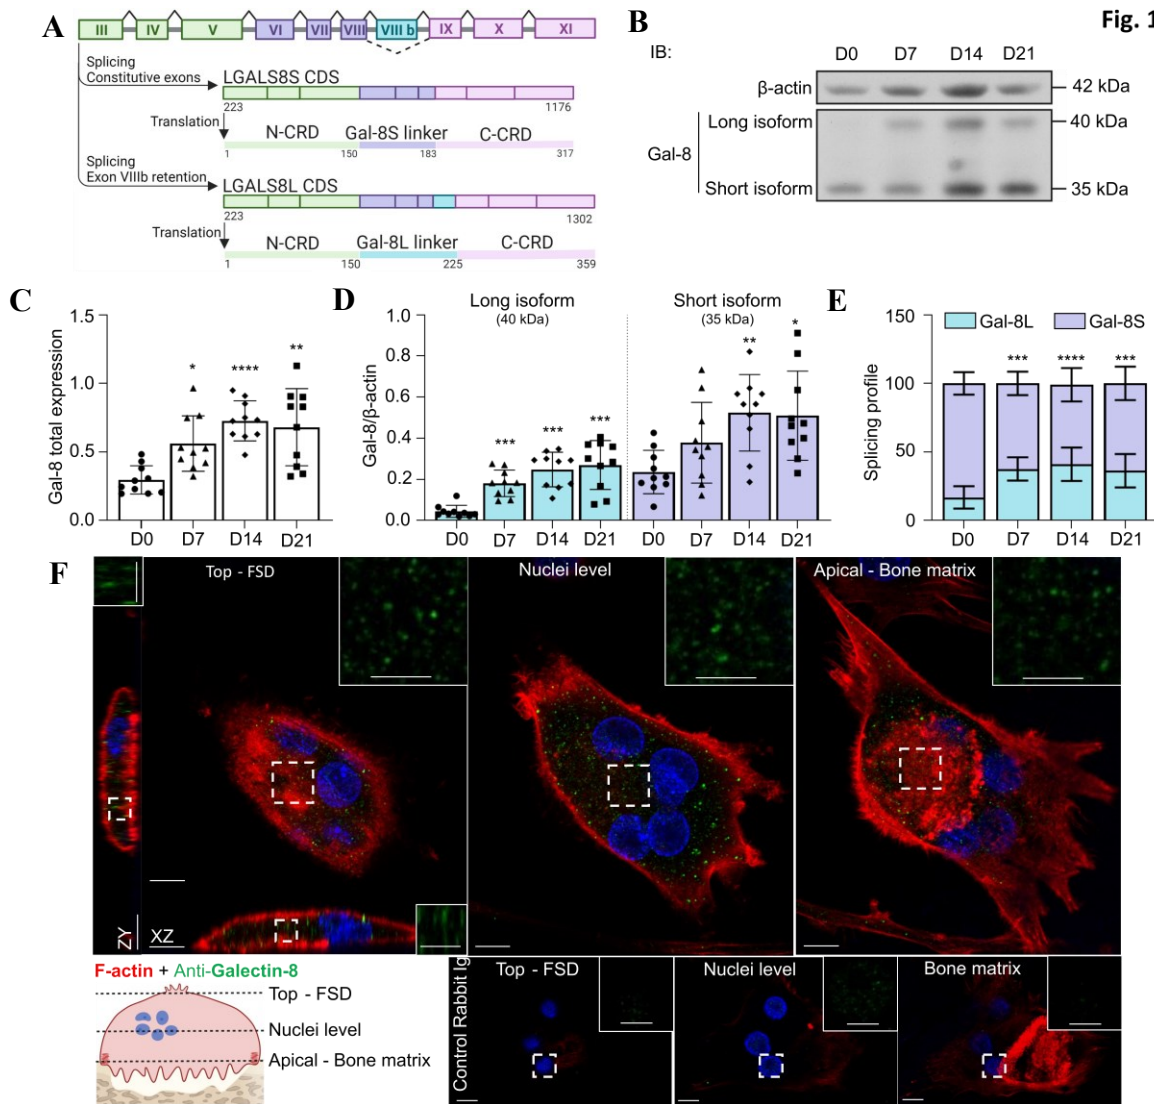 Fig. 1
A
III IV V VI VII VIII VIII b IX X XI
Splicing
Constitutive exons
LGALS8S CDS
223 1176
Translation
N-CRD Gal-8S linker C-CRD
1 150 183 317
Splicing
Exon VIIIb retention
LGALS8L CDS
223 1302
Translation
N-CRD Gal-8L linker C-CRD
1 150 225 359
B
IB: D0 D7 D14 D21
β-actin 42 kDa
Long isoform 40 kDa
Gal-8
Short isoform 35 kDa
C
Gal-8 total expression
1.5
1.0
0.5
0.0
* **** **
D0 D7 D14 D21
D
Long isoform
(40 kDa)
Short isoform
(35 kDa)
Gal-8/β-actin
1.0
0.8
0.6
0.4
0.2
0.0
*** *** *** ** *
D0 D7 D14 D21 D0 D7 D14 D21
E
Gal-8L Gal-8S
Splicing profile
150
100
50
0
*** **** ***
D0 D7 D14 D21
F
Top - FSD
Nuclei level
Apical - Bone matrix
ZY
XZ
F-actin + Anti-Galectin-8
Top - FSD
Nuclei level
Apical - Bone matrix
Control Rabbit Ig
Top - FSD
Nuclei level
Bone matrix